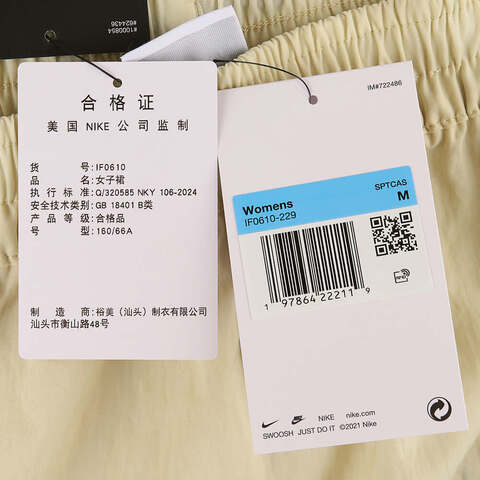 #1000854
#624436
合格证
美国 NIKE 公司监制
货 号:IF0610
品 名:女子裙
执行标准:Q/320585 NKY 106-2024
安全技术类别:GB 18401 B类
产品等级:合格品
号 型:160/66A
制 造 商:裕美（汕头）制衣有限公司
汕头市衡山路48号
IM#722486
SPTCAS
Womens M
IF0610-229
1 97864 22211 9
RFID
NIKE nike.com
SWOOSH JUST DO IT ©2021 Nike